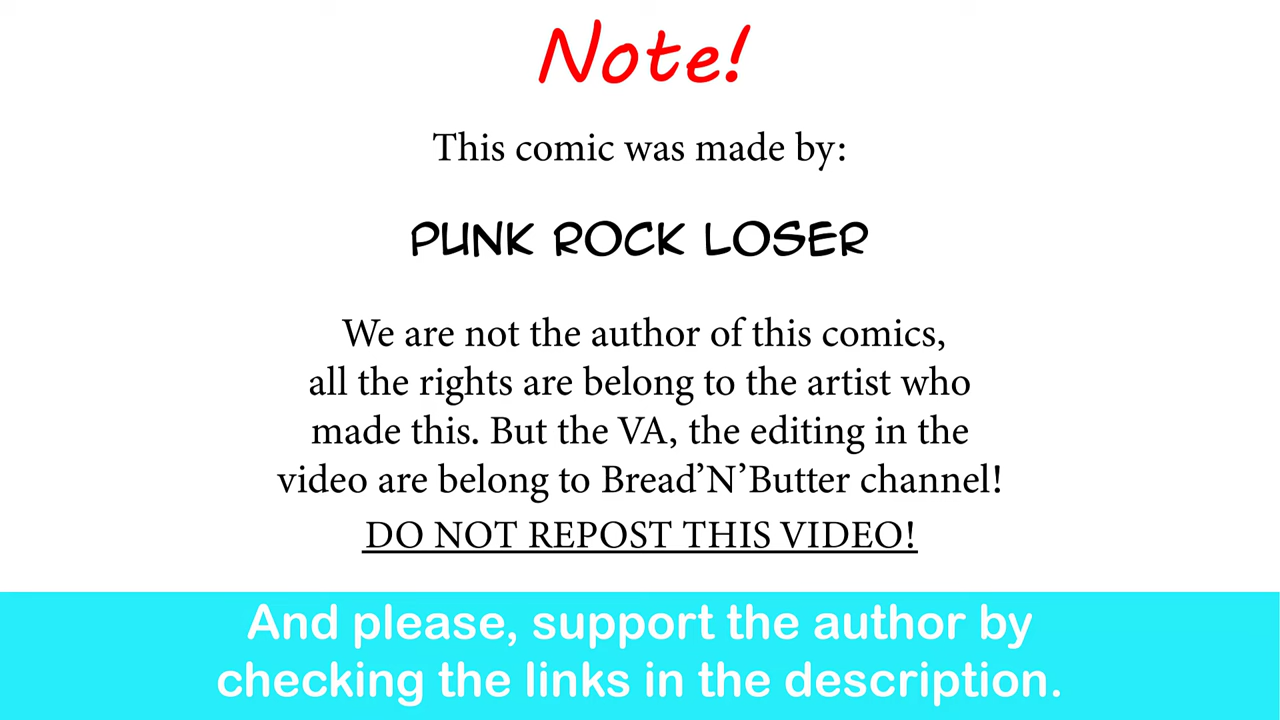 Note!
This comic was made by:
PUNK ROCK LOSER
We are not the author of this comics,
all the rights are belong to the artist who
made this. But the VA, the editing in the
video are belong to Bread’N’Butter channel!
DO NOT REPOST THIS VIDEO!
And please, support the author by
checking the links in the description.